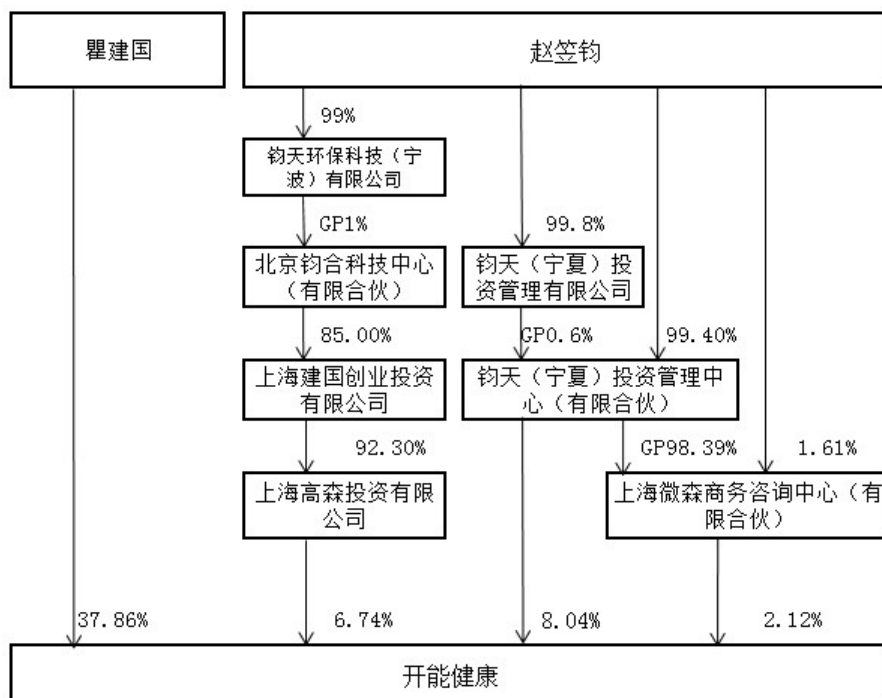 瞿建国
赵笠钧
99%
钧天环保科技（宁
波）有限公司
GP1%
99.8%
北京钧合科技中心
（有限合伙）
钧天（宁夏）投
资管理有限公司
85.00%
GP0.6%
99.40%
上海建国创业投资
有限公司
钧天（宁夏）投资管理中
心（有限合伙）
92.30%
GP98.39%
1.61%
上海高森投资有限
公司
上海微森商务咨询中心（有
限合伙）
37.86%
6.74%
8.04%
2.12%
开能健康